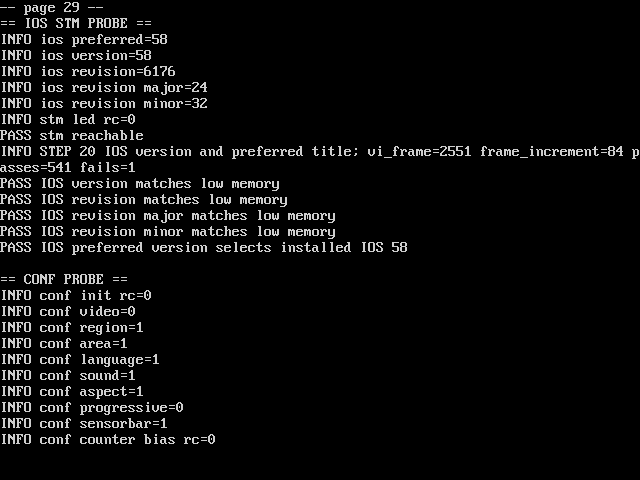 -- page 29 --
== IOS STM PROBE ==
INFO ios preferred=58
INFO ios version=58
INFO ios revision=6176
INFO ios revision major=24
INFO ios revision minor=32
INFO stm led rc=0
PASS stm reachable
INFO STEP 20 IOS version and preferred title; vi_frame=2551 frame_increment=84 p
asses=541 fails=1
PASS IOS version matches low memory
PASS IOS revision matches low memory
PASS IOS revision major matches low memory
PASS IOS revision minor matches low memory
PASS IOS preferred version selects installed IOS 58
== CONF PROBE ==
INFO conf init rc=0
INFO conf video=0
INFO conf region=1
INFO conf area=1
INFO conf language=1
INFO conf sound=1
INFO conf aspect=1
INFO conf progressive=0
INFO conf sensorbar=1
INFO conf counter bias rc=0